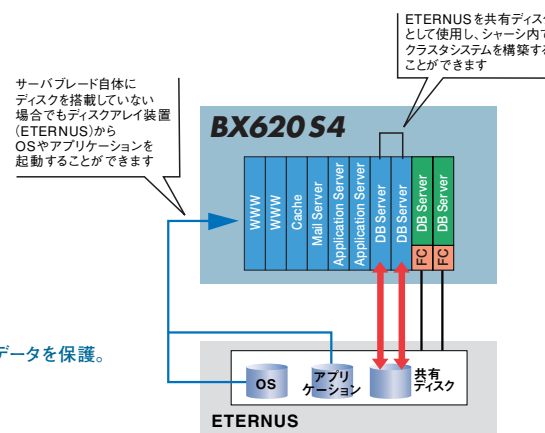 ETERNUSを共有ディスク
として使用し、シャーシ内で
クラスタシステムを構築する
ことができます
サーバブレード自体に
ディスクを搭載していない
場合でもディスクアレイ装置
(ETERNUS)から
OSやアプリケーションを
起動することができます
BX620 S4
WWW
WWW
Cache
Mail Server
Application Server
Application Server
DB Server
DB Server
DB Server
DB Server
FC
FC
データを保護。
OS
アプリ
ケーション
共有
ディスク
ETERNUS